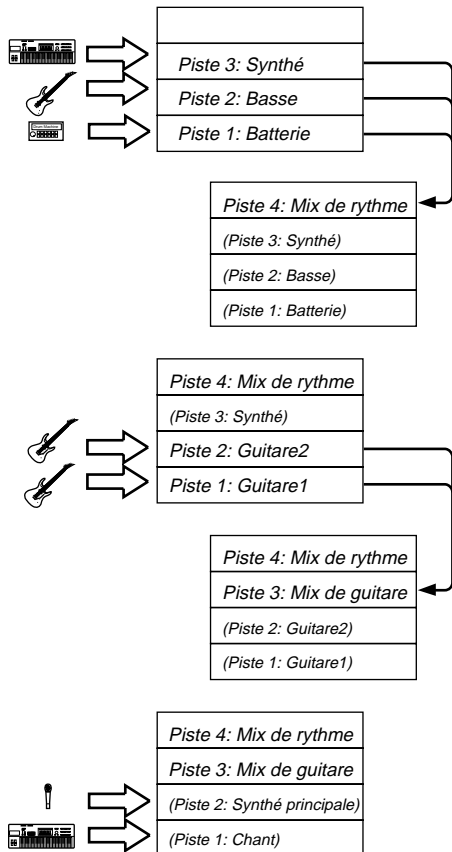 Piste 3: Synthé
Piste 2: Basse
Drum Machine
Piste 1: Batterie
Piste 4: Mix de rythme
(Piste 3: Synthé)
(Piste 2: Basse)
(Piste 1: Batterie)
Piste 4: Mix de rythme
(Piste 3: Synthé)
Piste 2: Guitare2
Piste 1: Guitare1
Piste 4: Mix de rythme
Piste 3: Mix de guitare
(Piste 2: Guitare2)
(Piste 1: Guitare1)
Piste 4: Mix de rythme
Piste 3: Mix de guitare
(Piste 2: Synthé principale)
(Piste 1: Chant)